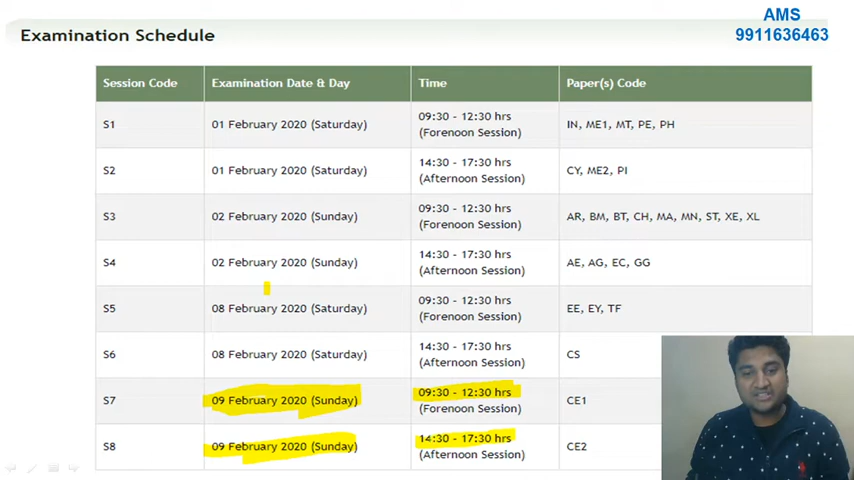 AMS
9911636463
Examination Schedule
Session Code Examination Date & Day Time Paper(s) Code
S1 01 February 2020 (Saturday) 09:30 - 12:30 hrs (Forenoon Session) IN, ME1, MT, PE, PH
S2 01 February 2020 (Saturday) 14:30 - 17:30 hrs (Afternoon Session) CY, ME2, PI
S3 02 February 2020 (Sunday) 09:30 - 12:30 hrs (Forenoon Session) AR, BM, BT, CH, MA, MN, ST, XE, XL
S4 02 February 2020 (Sunday) 14:30 - 17:30 hrs (Afternoon Session) AE, AG, EC, GG
S5 08 February 2020 (Saturday) 09:30 - 12:30 hrs (Forenoon Session) EE, EY, TF
S6 08 February 2020 (Saturday) 14:30 - 17:30 hrs (Afternoon Session) CS
S7 09 February 2020 (Sunday) 09:30 - 12:30 hrs (Forenoon Session) CE1
S8 09 February 2020 (Sunday) 14:30 - 17:30 hrs (Afternoon Session) CE2